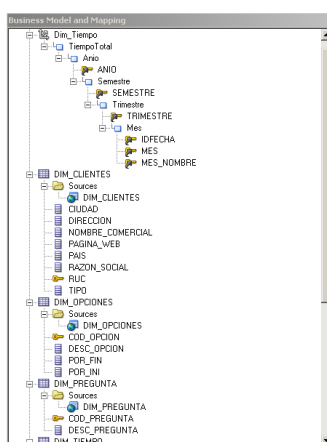 Business Model and Mapping
Dim_Tiempo
TiempoTotal
Anio
ANIO
Semestre
SEMESTRE
Trimestre
TRIMESTRE
Mes
IDFECHA
MES
MES_NOMBRE
DIM_CLIENTES
Sources
DIM_CLIENTES
CIUDAD
DIRECCION
NOMBRE_COMERCIAL
PAGINA_WEB
PAIS
RAZON_SOCIAL
RUC
TIPO
DIM_OPCIONES
Sources
DIM_OPCIONES
COD_OPCION
DESC_OPCION
POR_FIN
POR_INI
DIM_PREGUNTA
Sources
DIM_PREGUNTA
COD_PREGUNTA
DESC_PREGUNTA
DIM_TIEMPO